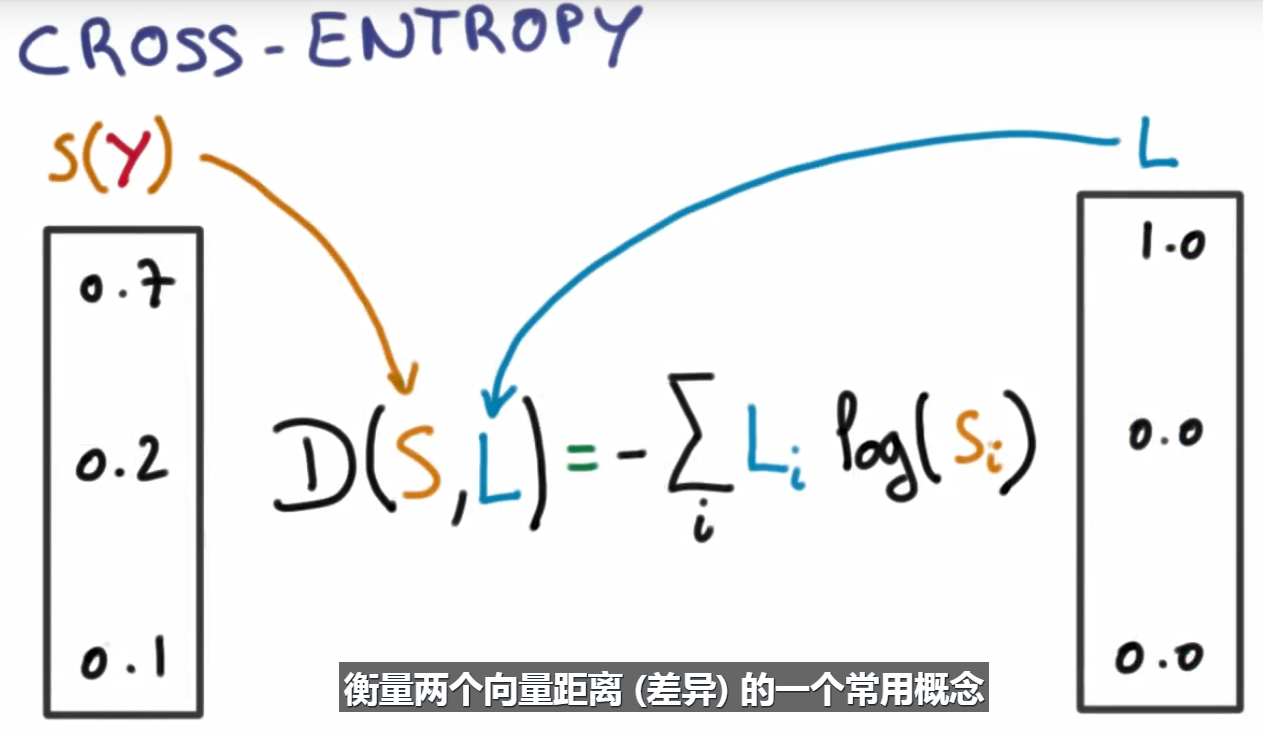 CROSS-ENTROPY
S(Y)
L
0.7
0.2
0.1
D(S,L) = - ∑ Li log(Si)
i
1.0
0.0
0.0
衡量两个向量距离 (差异) 的一个常用概念